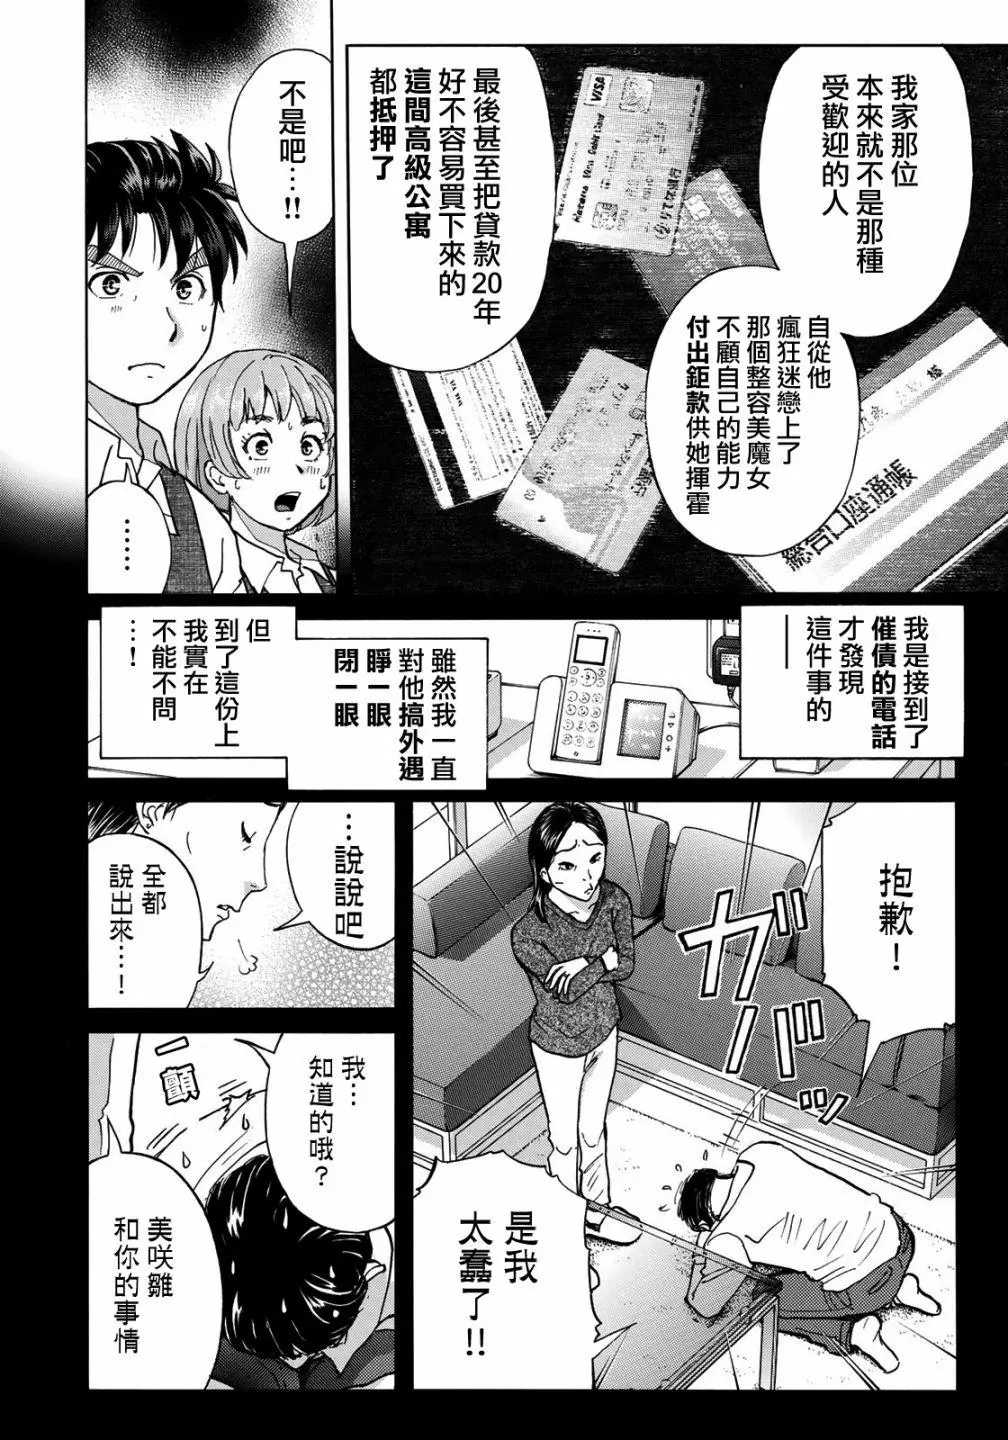 我家那位
本來就不是那種
受歡迎的人
自從他
瘋狂迷戀上了
那個整容美魔女
不顧自己的能力
付出鉅款供她揮霍
最後甚至把貸款20年
好不容易買下來的
這間高級公寓
都抵押了
VISA
総合口座通帳
不是吧…!!
……
我是接到了
催債的電話
才發現
這件事的
——
雖然我一直
對他搞外遇
睜一眼
閉一眼
但
到了這份上
我實在
不能不問
…!
抱歉!
ガバッ
是我
太蠢了!!
…說說吧
全都
說出來…!
我…
知道的哦?
顫
美咲雛
和你的事情